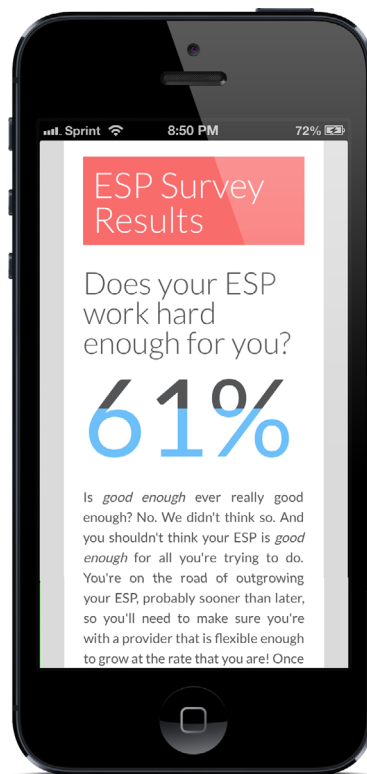 Sprint 8:50 PM 72%
ESP Survey
Results
Does your ESP
work hard
enough for you?
61%
Is good enough ever really good
enough? No. We didn't think so. And
you shouldn't think your ESP is good
enough for all you're trying to do.
You're on the road of outgrowing
your ESP, probably sooner than later,
so you'll need to make sure you're
with a provider that is flexible enough
to grow at the rate that you are! Once